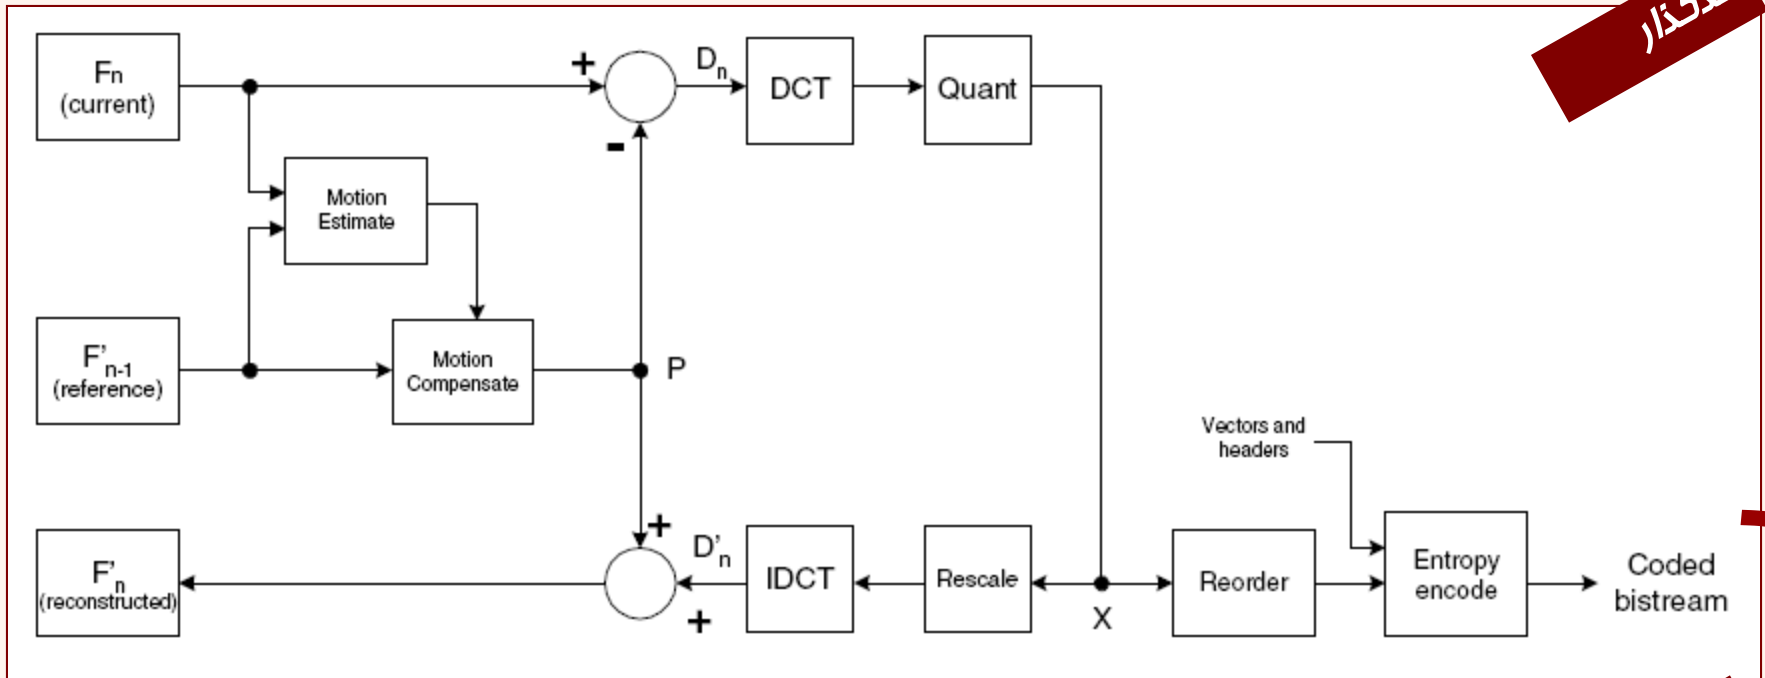 Fn
(current)
+
Dn
DCT
Quant
-
Motion
Estimate
F'n-1
(reference)
Motion
Compensate
P
Vectors and
headers
+
F'n
(reconstructed)
D'n
+
IDCT
Rescale
X
Reorder
Entropy
encode
Coded
bistream